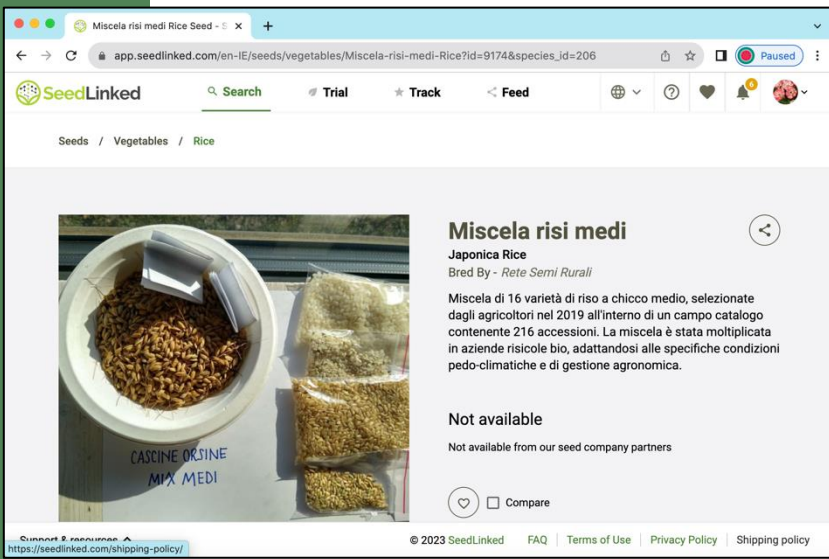 Miscela risi medi Rice Seed - S
app.seedlinked.com/en-IE/seeds/vegetables/Miscela-risi-medi-Rice?id=9174&species_id=206
Paused
SeedLinked
Search
Trial
Track
Feed
6
Seeds / Vegetables / Rice
CASCINE ORSINE
MIX MEDI
Miscela risi medi
Japonica Rice
Bred By - Rete Semi Rurali
Miscela di 16 varietà di riso a chicco medio, selezionate
dagli agricoltori nel 2019 all'interno di un campo catalogo
contenente 216 accessioni. La miscela è stata moltiplicata
in aziende risicole bio, adattandosi alle specifiche condizioni
pedo-climatiche e di gestione agronomica.
Not available
Not available from our seed company partners
Compare
Support & resources
© 2023 SeedLinked FAQ Terms of Use Privacy Policy Shipping policy
https://seedlinked.com/shipping-policy/